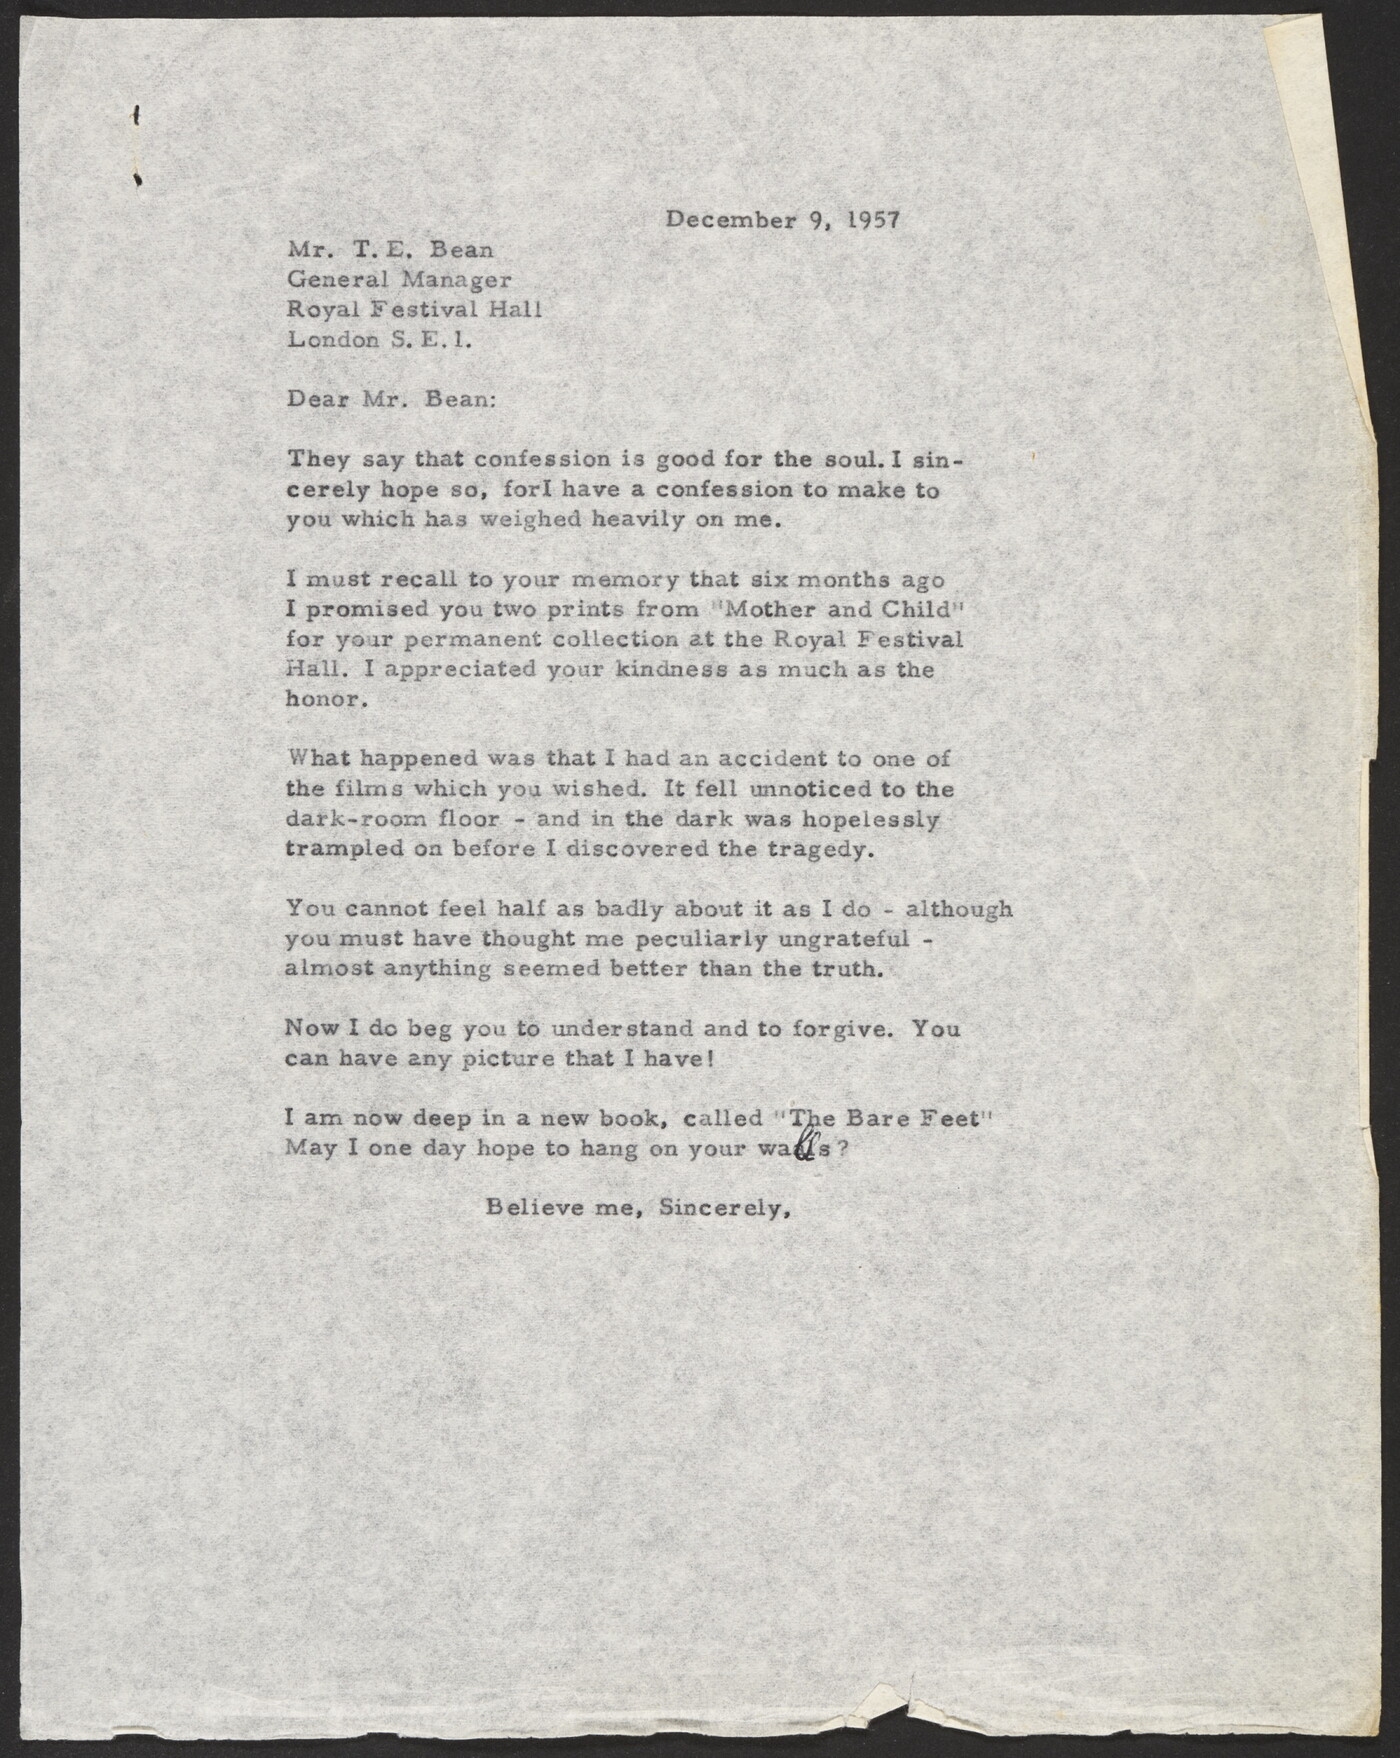 December 9, 1957
Mr. T. E. Bean
General Manager
Royal Festival Hall
London S. E. 1.
Dear Mr. Bean:
They say that confession is good for the soul. I sin-
cerely hope so, forI have a confession to make to
you which has weighed heavily on me.
I must recall to your memory that six months ago
I promised you two prints from "Mother and Child"
for your permanent collection at the Royal Festival
Hall. I appreciated your kindness as much as the
honor.
What happened was that I had an accident to one of
the films which you wished. It fell unnoticed to the
dark-room floor - and in the dark was hopelessly
trampled on before I discovered the tragedy.
You cannot feel half as badly about it as I do - although
you must have thought me peculiarly ungrateful -
almost anything seemed better than the truth.
Now I do beg you to understand and to forgive. You
can have any picture that I have!
I am now deep in a new book, called "The Bare Feet"
May I one day hope to hang on your walls?
Believe me, Sincerely,